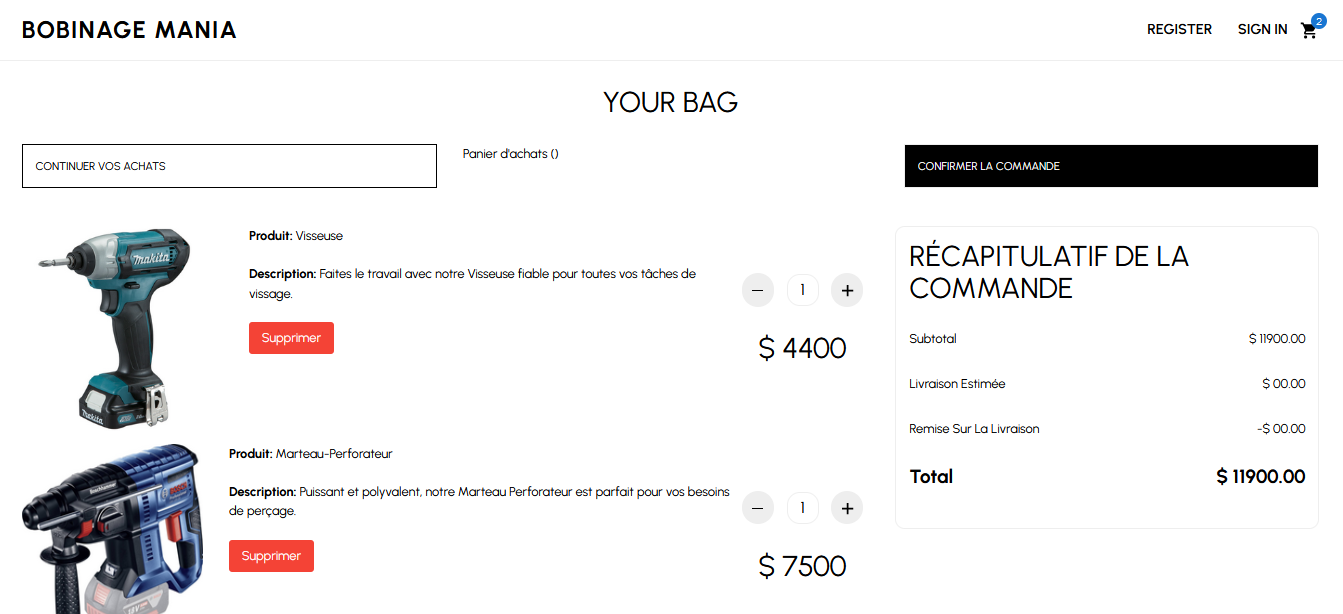 BOBINAGE MANIA
REGISTER
SIGN IN
2
YOUR BAG
CONTINUER VOS ACHATS
Panier d'achats ()
CONFIRMER LA COMMANDE
makita
Makita
Produit: Visseuse
Description: Faites le travail avec notre Visseuse fiable pour toutes vos tâches de
vissage.
Supprimer
1
$ 4400
BOSCH
18V
Produit: Marteau-Perforateur
Description: Puissant et polyvalent, notre Marteau Perforateur est parfait pour vos besoins
de perçage.
Supprimer
1
$ 7500
RÉCAPITULATIF DE LA
COMMANDE
Subtotal
$ 11900.00
Livraison Estimée
$ 00.00
Remise Sur La Livraison
-$ 00.00
Total
$ 11900.00